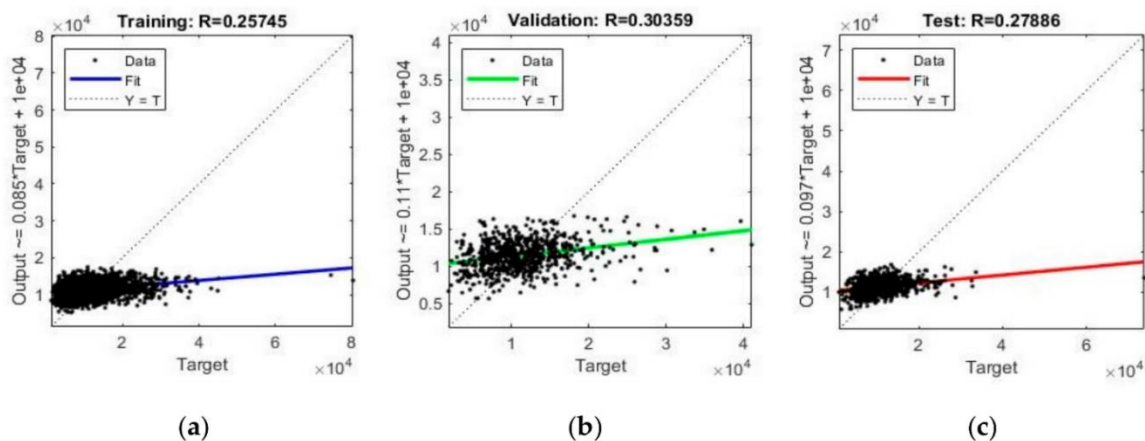 Training: R=0.25745
×10⁴
Output ~= 0.085*Target + 1e+04
8
7
6
5
4
3
2
1
Data
Fit
Y = T
2
4
6
8
Target
×10⁴
(a)
Validation: R=0.30359
×10⁴
Output ~= 0.11*Target + 1e+04
4
3.5
3
2.5
2
1.5
1
0.5
Data
Fit
Y = T
1
2
3
4
Target
×10⁴
(b)
Test: R=0.27886
×10⁴
Output ~= 0.097*Target + 1e+04
7
6
5
4
3
2
1
Data
Fit
Y = T
2
4
6
Target
×10⁴
(c)